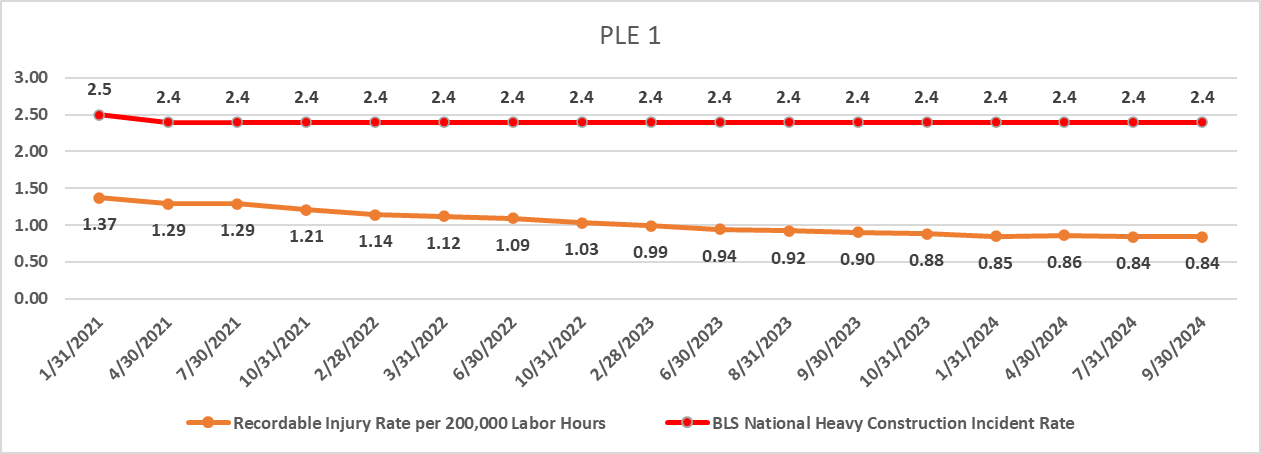 PLE 1
3.00
2.50
2.00
1.50
1.00
0.50
0.00
2.5 2.4 2.4 2.4 2.4 2.4 2.4 2.4 2.4 2.4 2.4 2.4 2.4 2.4 2.4 2.4 2.4
1.37 1.29 1.29 1.21 1.14 1.12 1.09 1.03 0.99 0.94 0.92 0.90 0.88 0.85 0.86 0.84 0.84
1/31/2021 4/30/2021 7/30/2021 10/31/2021 2/28/2022 3/31/2022 6/30/2022 10/31/2022 2/28/2023 6/30/2023 8/31/2023 9/30/2023 10/31/2023 1/31/2024 4/30/2024 7/31/2024 9/30/2024
Recordable Injury Rate per 200,000 Labor Hours BLS National Heavy Construction Incident Rate